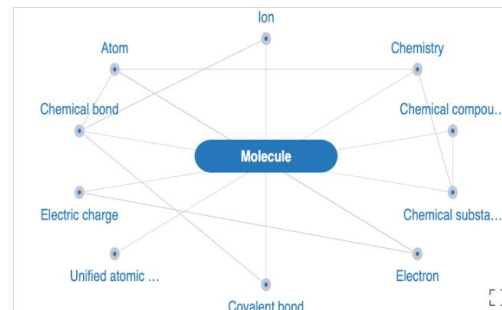 Ion
Atom
Chemistry
Chemical bond
Chemical compou...
Molecule
Electric charge
Chemical substa...
Unified atomic ...
Electron
Covalent bond